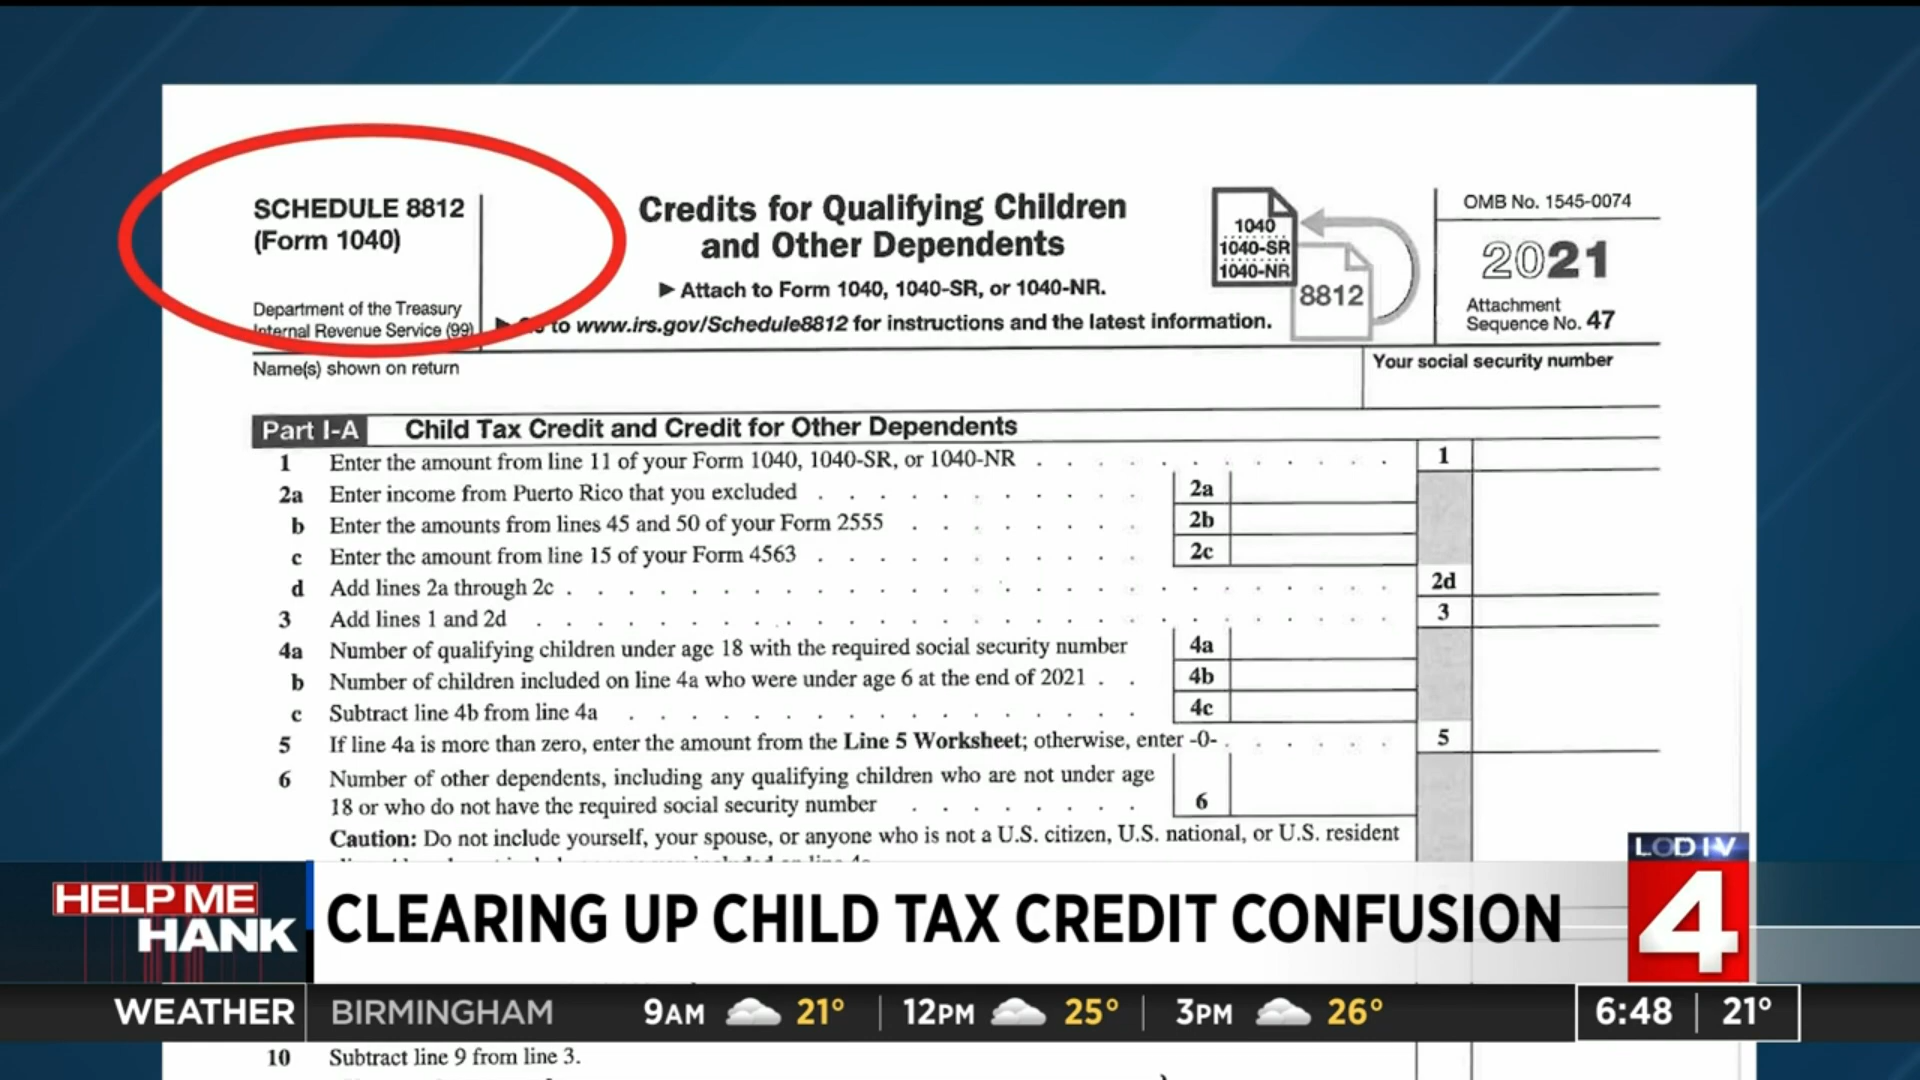 SCHEDULE 8812
(Form 1040)
Department of the Treasury
Internal Revenue Service (99)
Credits for Qualifying Children
and Other Dependents
▶ Attach to Form 1040, 1040-SR, or 1040-NR.
▶ Go to www.irs.gov/Schedule8812 for instructions and the latest information.
1040
1040-SR
1040-NR
8812
OMB No. 1545-0074
2021
Attachment
Sequence No. 47
Name(s) shown on return
Your social security number
Part I-A Child Tax Credit and Credit for Other Dependents
1 Enter the amount from line 11 of your Form 1040, 1040-SR, or 1040-NR . . . . . . . . . . 1
2a Enter income from Puerto Rico that you excluded . . . . . . . . . . 2a
b Enter the amounts from lines 45 and 50 of your Form 2555 . . . . . . . 2b
c Enter the amount from line 15 of your Form 4563 . . . . . . . . . . 2c
d Add lines 2a through 2c . . . . . . . . . . . . . . . . . . . . 2d
3 Add lines 1 and 2d . . . . . . . . . . . . . . . . . . . . 3
4a Number of qualifying children under age 18 with the required social security number 4a
b Number of children included on line 4a who were under age 6 at the end of 2021 . . 4b
c Subtract line 4b from line 4a . . . . . . . . . . . . . 4c
5 If line 4a is more than zero, enter the amount from the Line 5 Worksheet; otherwise, enter -0- . . . . . 5
6 Number of other dependents, including any qualifying children who are not under age
18 or who do not have the required social security number . . . . . . . 6
Caution: Do not include yourself, your spouse, or anyone who is not a U.S. citizen, U.S. national, or U.S. resident
HELP ME
HANK
CLEARING UP CHILD TAX CREDIT CONFUSION
LOCAL 4
WEATHER BIRMINGHAM 9AM 21° 12PM 25° 3PM 26° 6:48 21°
10 Subtract line 9 from line 3.